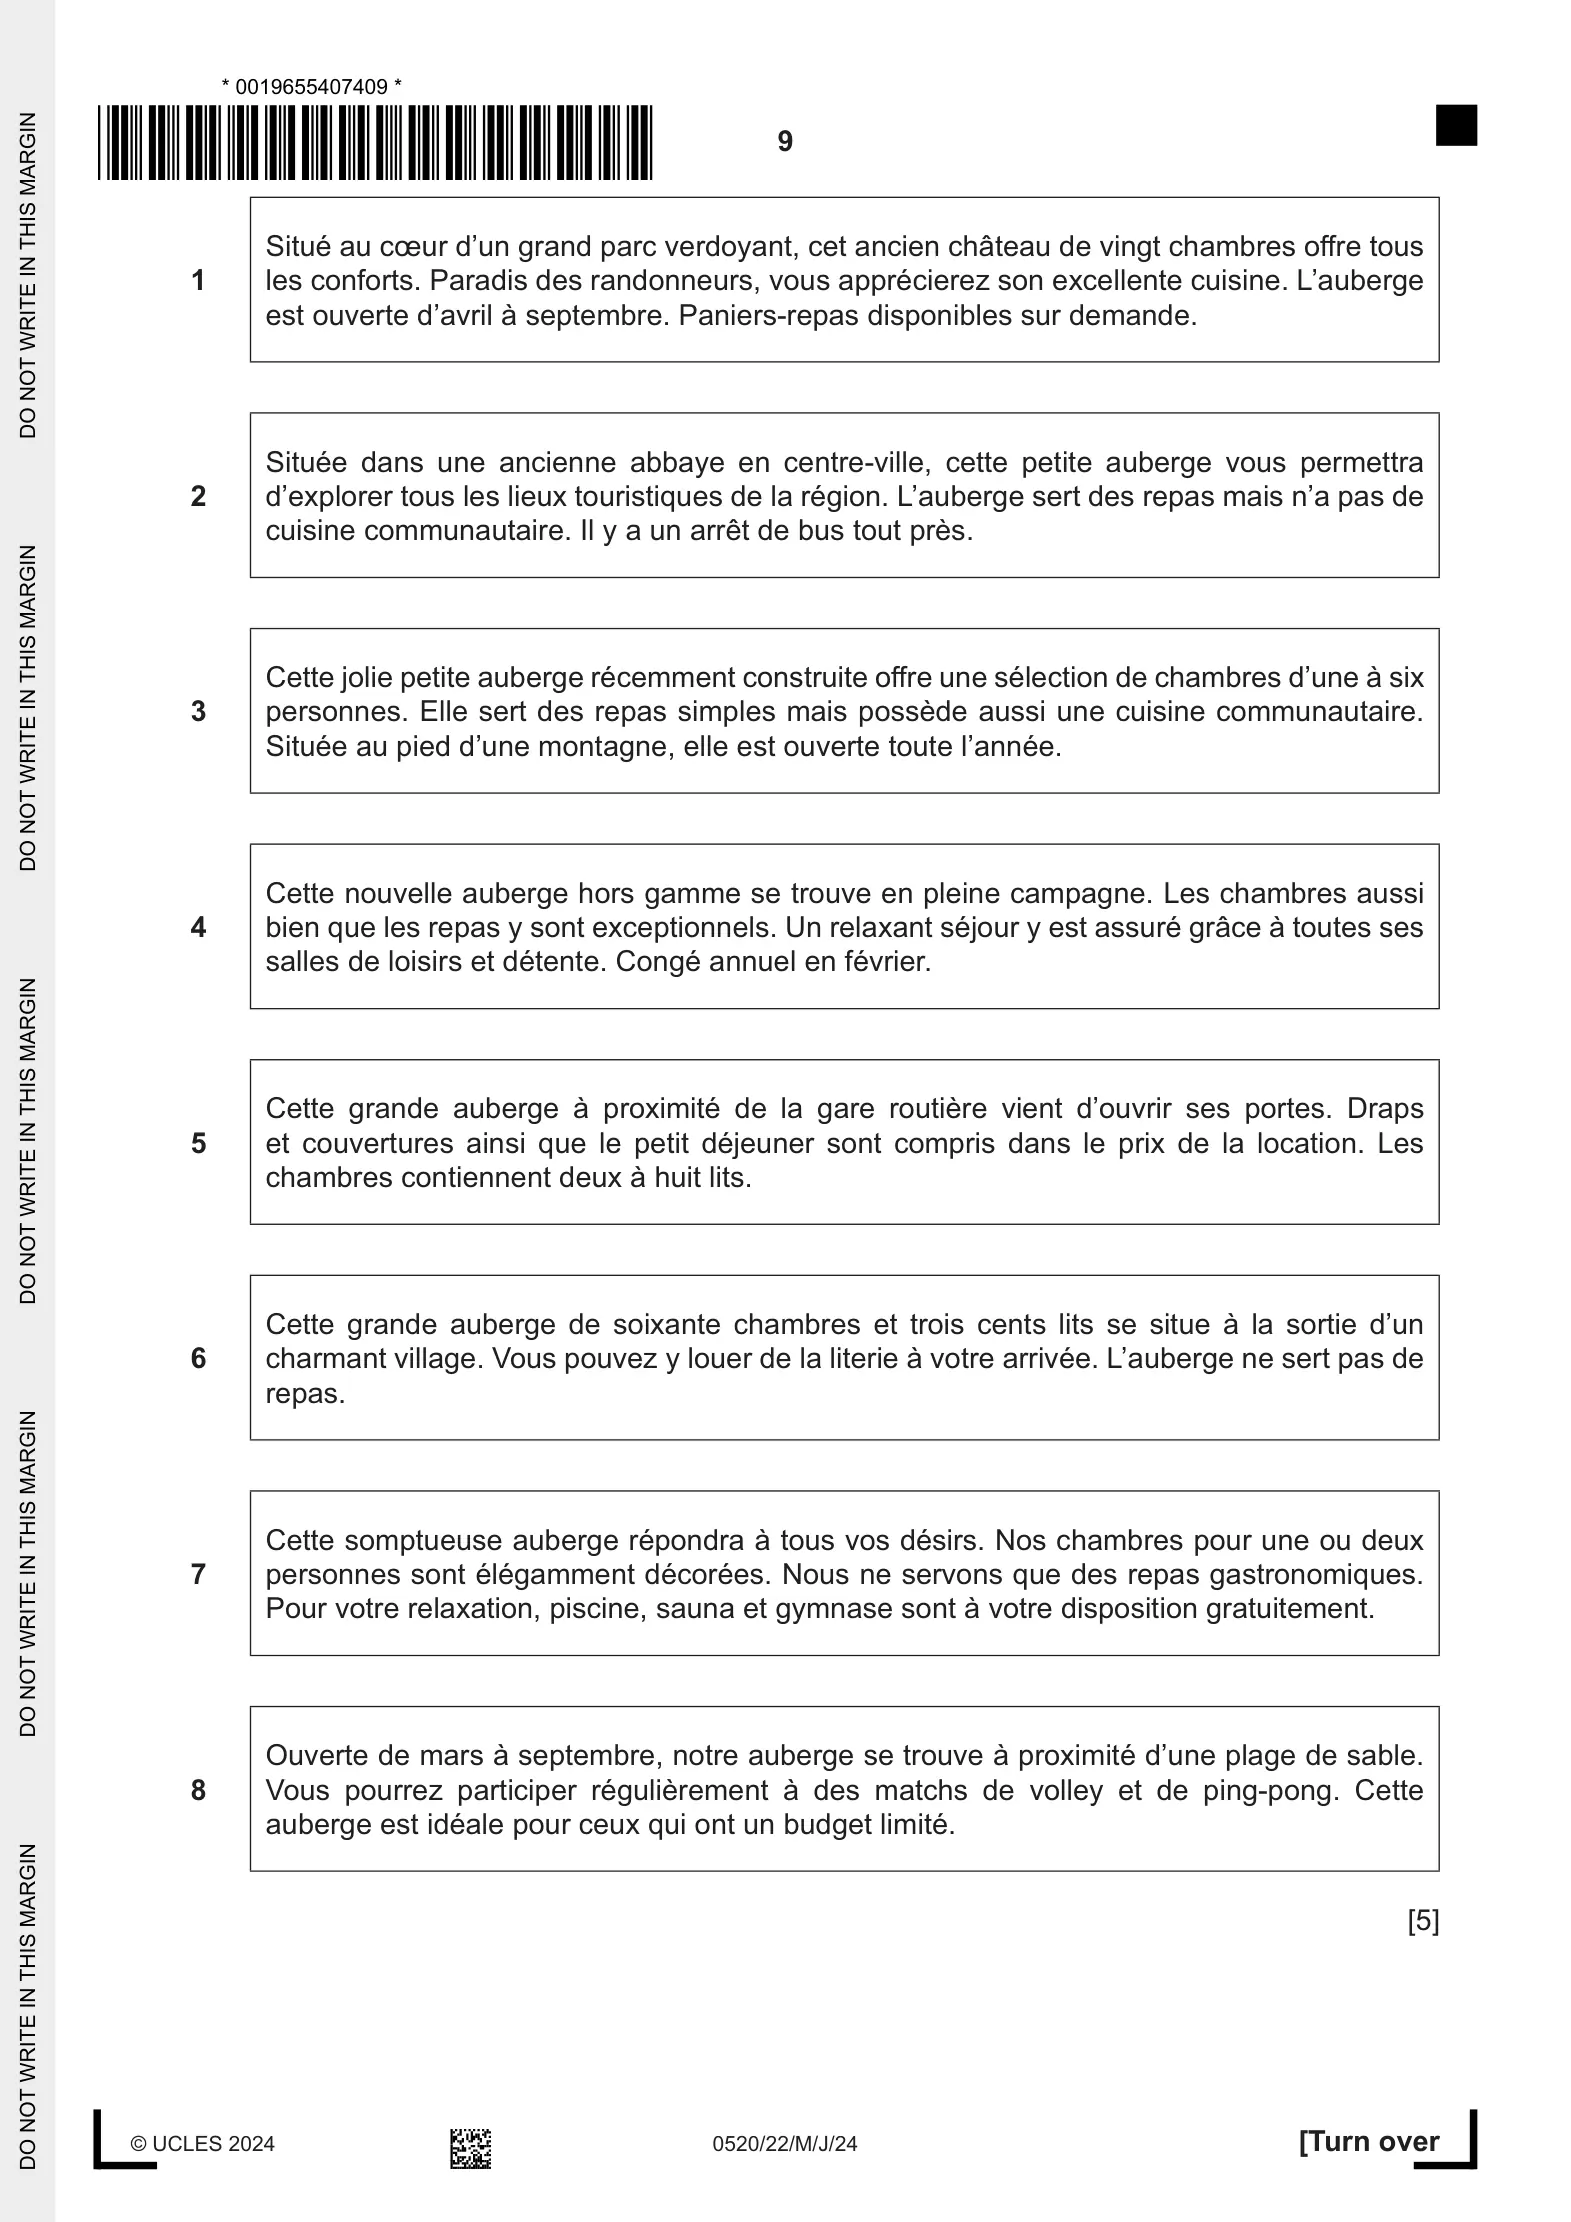 * 0019655407409 *
9
1
Situé au cœur d'un grand parc verdoyant, cet ancien château de vingt chambres offre tous
les conforts. Paradis des randonneurs, vous apprécierez son excellente cuisine. L'auberge
est ouverte d'avril à septembre. Paniers-repas disponibles sur demande.
2
Située dans une ancienne abbaye en centre-ville, cette petite auberge vous permettra
d'explorer tous les lieux touristiques de la région. L'auberge sert des repas mais n'a pas de
cuisine communautaire. Il y a un arrêt de bus tout près.
3
Cette jolie petite auberge récemment construite offre une sélection de chambres d'une à six
personnes. Elle sert des repas simples mais possède aussi une cuisine communautaire.
Située au pied d'une montagne, elle est ouverte toute l'année.
4
Cette nouvelle auberge hors gamme se trouve en pleine campagne. Les chambres aussi
bien que les repas y sont exceptionnels. Un relaxant séjour y est assuré grâce à toutes ses
salles de loisirs et détente. Congé annuel en février.
5
Cette grande auberge à proximité de la gare routière vient d'ouvrir ses portes. Draps
et couvertures ainsi que le petit déjeuner sont compris dans le prix de la location. Les
chambres contiennent deux à huit lits.
6
Cette grande auberge de soixante chambres et trois cents lits se situe à la sortie d'un
charmant village. Vous pouvez y louer de la literie à votre arrivée. L'auberge ne sert pas de
repas.
7
Cette somptueuse auberge répondra à tous vos désirs. Nos chambres pour une ou deux
personnes sont élégamment décorées. Nous ne servons que des repas gastronomiques.
Pour votre relaxation, piscine, sauna et gymnase sont à votre disposition gratuitement.
8
Ouverte de mars à septembre, notre auberge se trouve à proximité d'une plage de sable.
Vous pourrez participer régulièrement à des matchs de volley et de ping-pong. Cette
auberge est idéale pour ceux qui ont un budget limité.
[5]
© UCLES 2024
0520/22/M/J/24
[Turn over
DO NOT WRITE IN THIS MARGIN
DO NOT WRITE IN THIS MARGIN
DO NOT WRITE IN THIS MARGIN
DO NOT WRITE IN THIS MARGIN
DO NOT WRITE IN THIS MARGIN